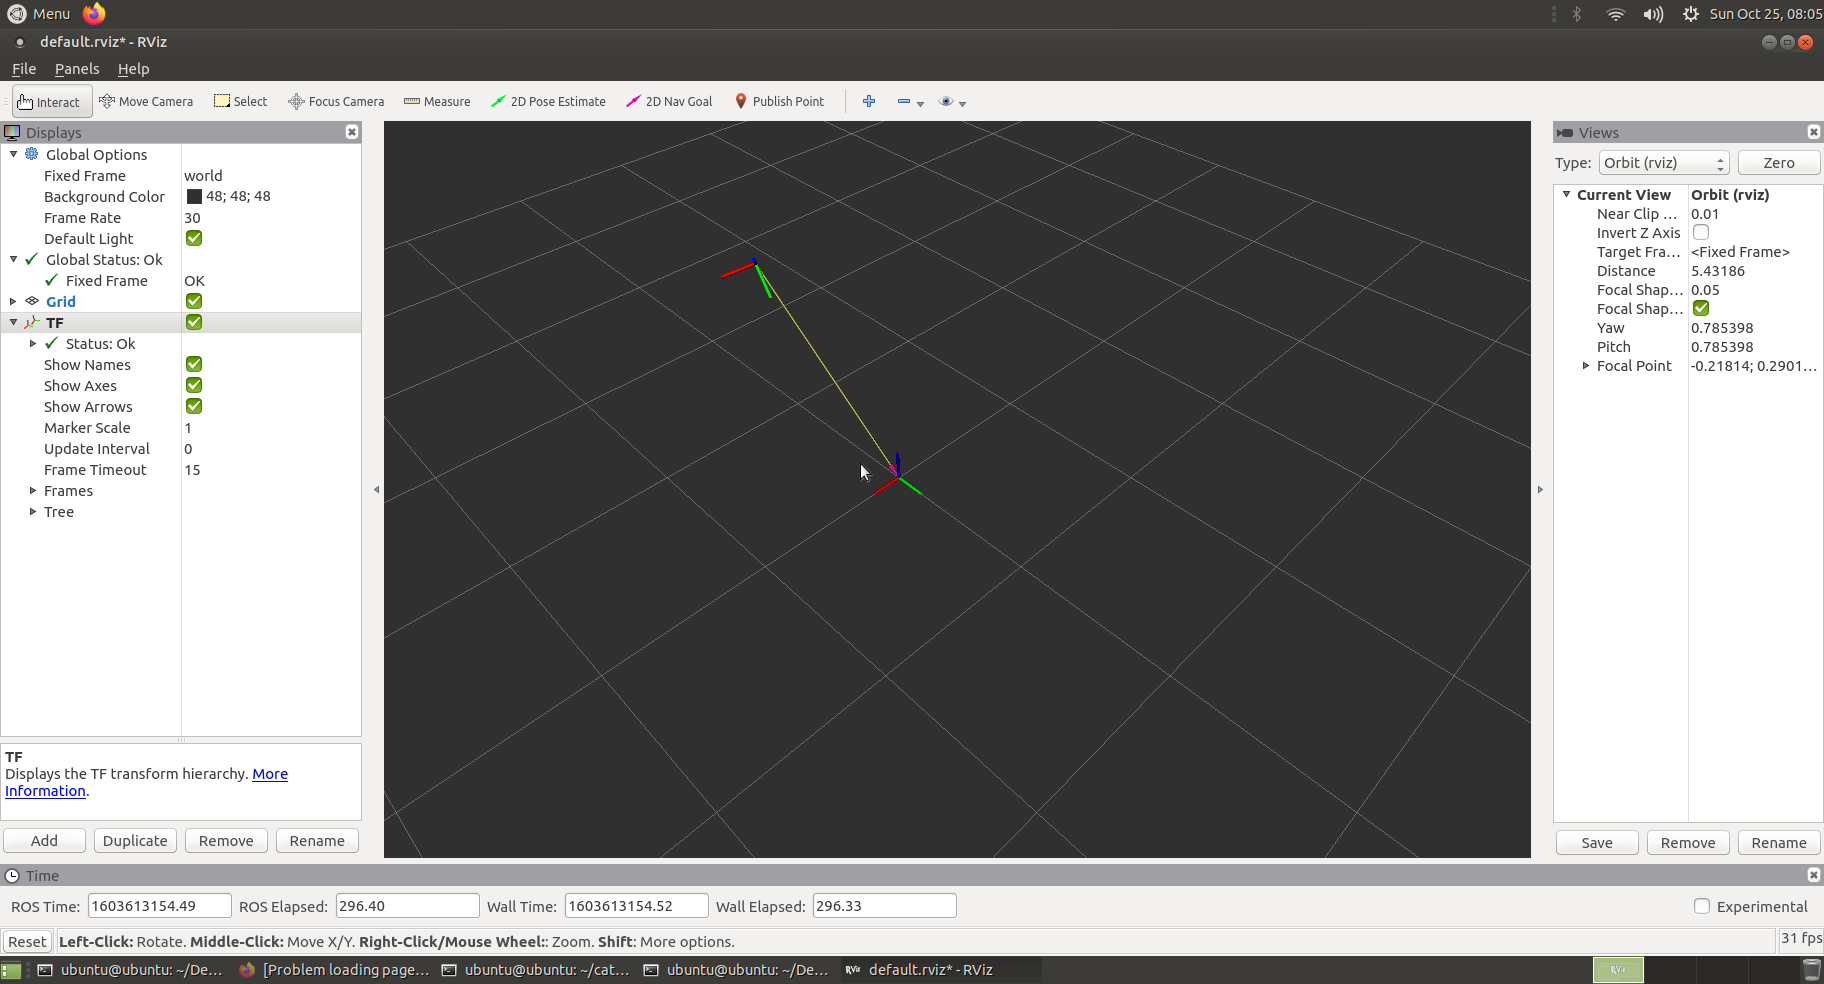 Menu
Sun Oct 25, 08:05
default.rviz* - RViz
File Panels Help
Interact Move Camera Select Focus Camera Measure 2D Pose Estimate 2D Nav Goal Publish Point
Displays
Global Options
Fixed Frame world
Background Color 48; 48; 48
Frame Rate 30
Default Light
Global Status: Ok
Fixed Frame OK
Grid
TF
Status: Ok
Show Names
Show Axes
Show Arrows
Marker Scale 1
Update Interval 0
Frame Timeout 15
Frames
Tree
TF
Displays the TF transform hierarchy. More
Information.
Add Duplicate Remove Rename
Views
Type: Orbit (rviz) Zero
Current View Orbit (rviz)
Near Clip ... 0.01
Invert Z Axis
Target Fra... <Fixed Frame>
Distance 5.43186
Focal Shap... 0.05
Focal Shap...
Yaw 0.785398
Pitch 0.785398
Focal Point -0.21814; 0.2901...
Save Remove Rename
Time
ROS Time: 1603613154.49 ROS Elapsed: 296.40 Wall Time: 1603613154.52 Wall Elapsed: 296.33 Experimental
Reset Left-Click: Rotate. Middle-Click: Move X/Y. Right-Click/Mouse Wheel:: Zoom. Shift: More options. 31 fps
ubuntu@ubuntu: ~/De... [Problem loading page... ubuntu@ubuntu: ~/cat... ubuntu@ubuntu: ~/De... RViz default.rviz* - RViz RViz